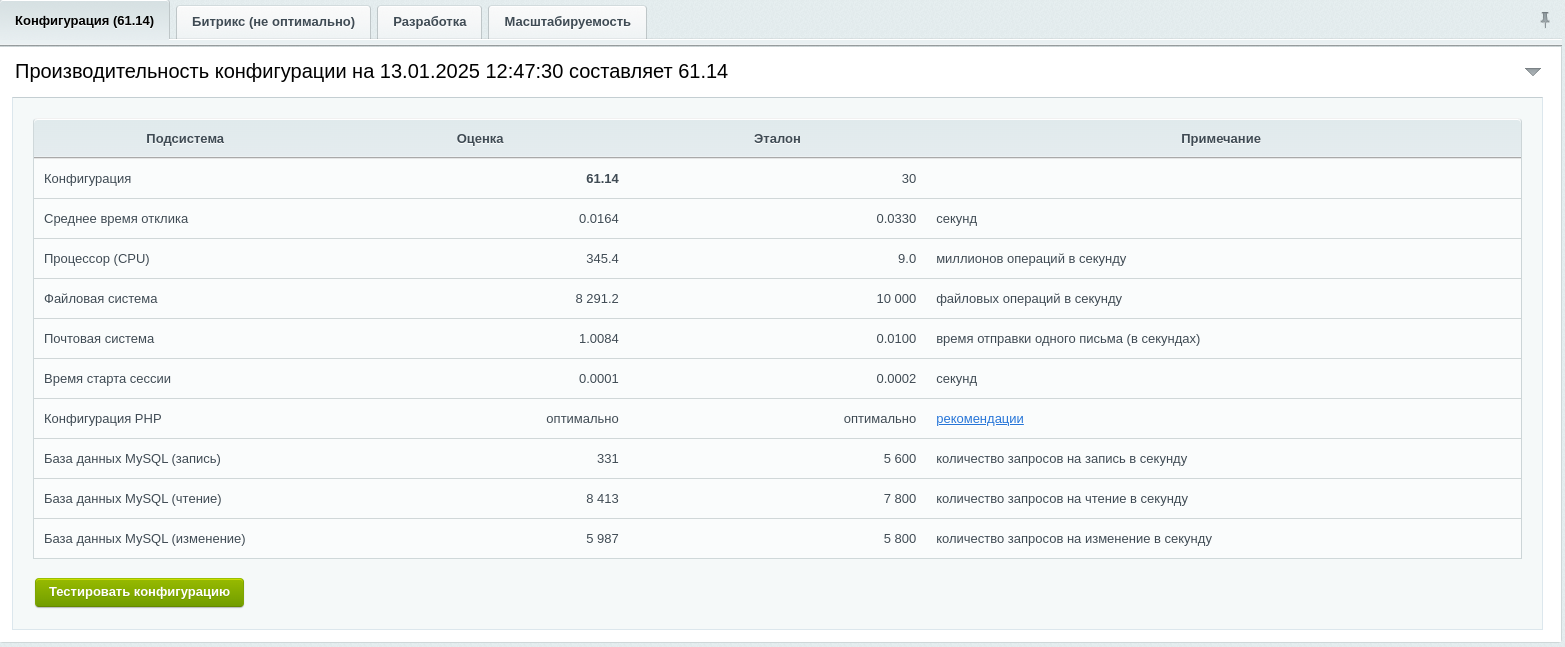 Конфигурация (61.14) Битрикс (не оптимально) Разработка Масштабируемость
Производительность конфигурации на 13.01.2025 12:47:30 составляет 61.14
Подсистема Оценка Эталон Примечание
Конфигурация 61.14 30
Среднее время отклика 0.0164 0.0330 секунд
Процессор (CPU) 345.4 9.0 миллионов операций в секунду
Файловая система 8 291.2 10 000 файловых операций в секунду
Почтовая система 1.0084 0.0100 время отправки одного письма (в секундах)
Время старта сессии 0.0001 0.0002 секунд
Конфигурация PHP оптимально оптимально рекомендации
База данных MySQL (запись) 331 5 600 количество запросов на запись в секунду
База данных MySQL (чтение) 8 413 7 800 количество запросов на чтение в секунду
База данных MySQL (изменение) 5 987 5 800 количество запросов на изменение в секунду
Тестировать конфигурацию